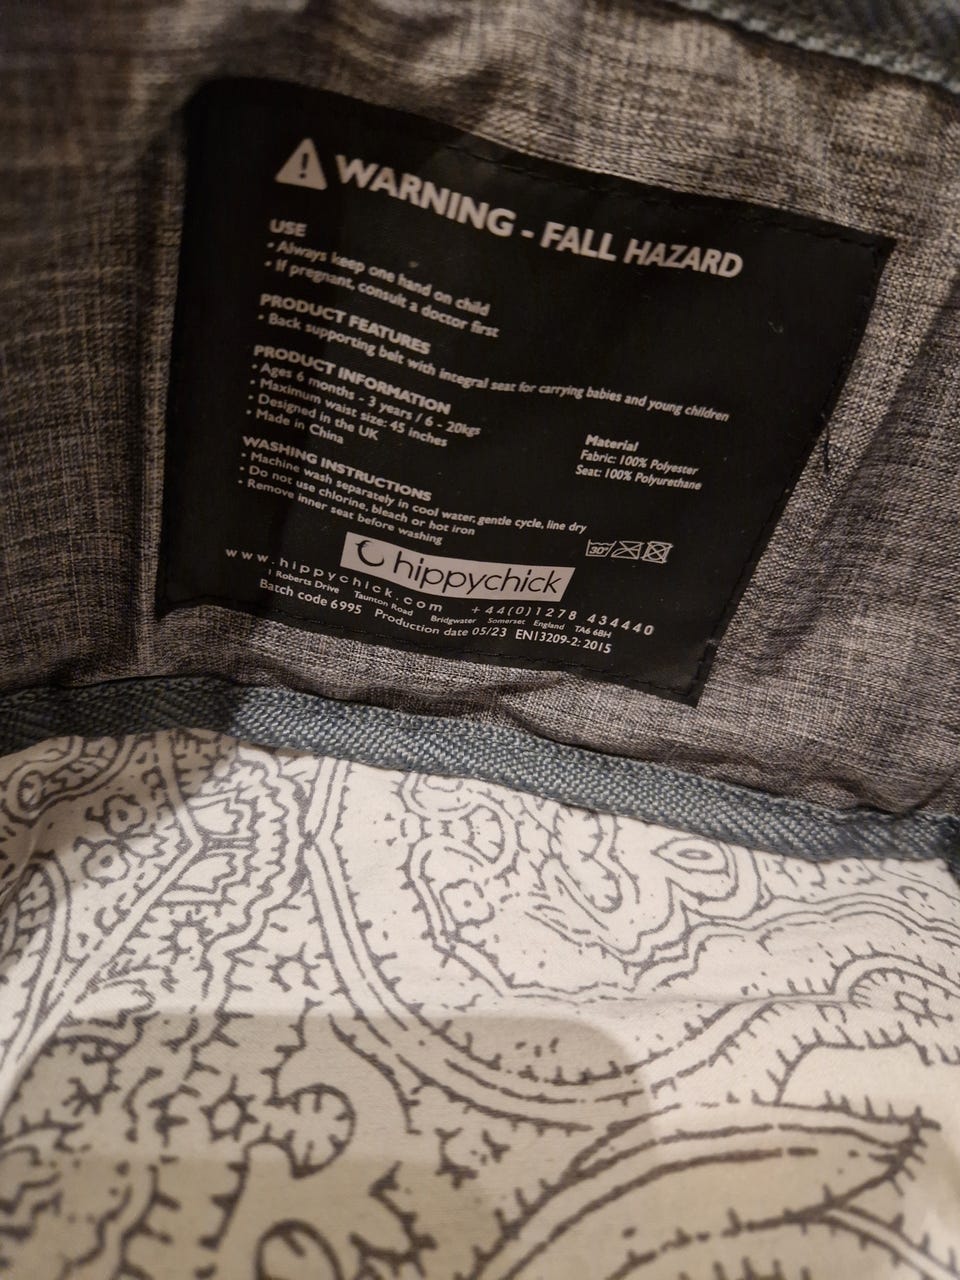 WARNING - FALL HAZARD
USE
• Always keep one hand on child
• If pregnant, consult a doctor first
PRODUCT FEATURES
• Back supporting belt with integral seat for carrying babies and young children
PRODUCT INFORMATION
• Ages 6 months - 3 years / 6 - 20kgs
• Maximum waist size: 45 inches
• Designed in the UK
• Made in China
Material
Fabric: 100% Polyester
Seat: 100% Polyurethane
WASHING INSTRUCTIONS
• Machine wash separately in cool water, gentle cycle, line dry
• Do not use chlorine, bleach or hot iron
• Remove inner seat before washing
30°
hippychick
www.hippychick.com +44(0)1278 434440
1 Roberts Drive Taunton Road Bridgwater Somerset England TA6 6BH
Batch code 6995 Production date 05/23 EN13209-2: 2015